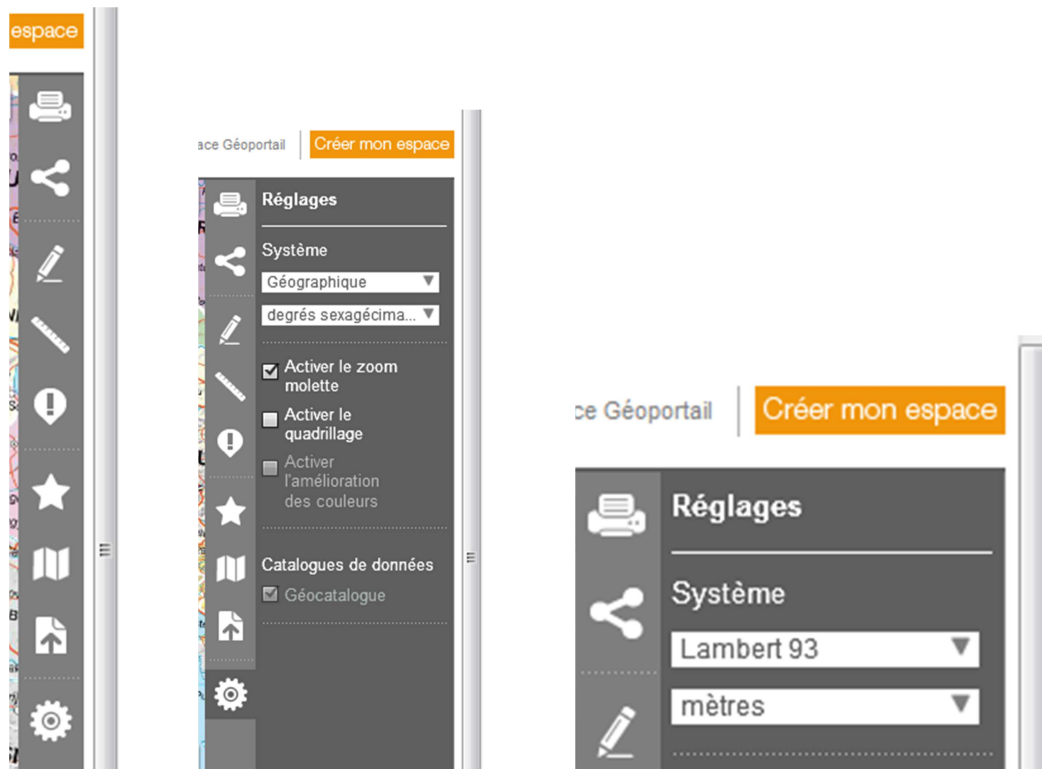 espace
ace Géoportail
Créer mon espace
Réglages
Système
Géographique
degrés sexagécima...
Activer le zoom
molette
Activer le
quadrillage
Activer
l'amélioration
des couleurs
Catalogues de données
Géocatalogue
ce Géoportail
Créer mon espace
Réglages
Système
Lambert 93
mètres